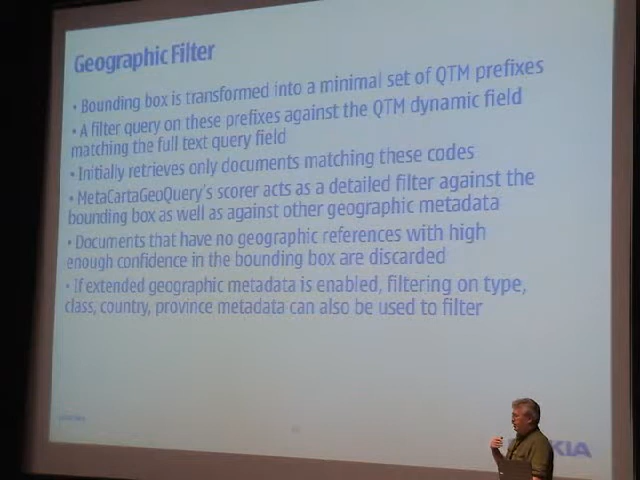 Geographic Filter
• Bounding box is transformed into a minimal set of QTM prefixes
• A filter query on these prefixes against the QTM dynamic field
matching the full text query field
• Initially retrieves only documents matching these codes
• MetaCartaGeoQuery's scorer acts as a detailed filter against the
bounding box as well as against other geographic metadata
• Documents that have no geographic references with high
enough confidence in the bounding box are discarded
• If extended geographic metadata is enabled, filtering on type,
class, country, province metadata can also be used to filter
KIA